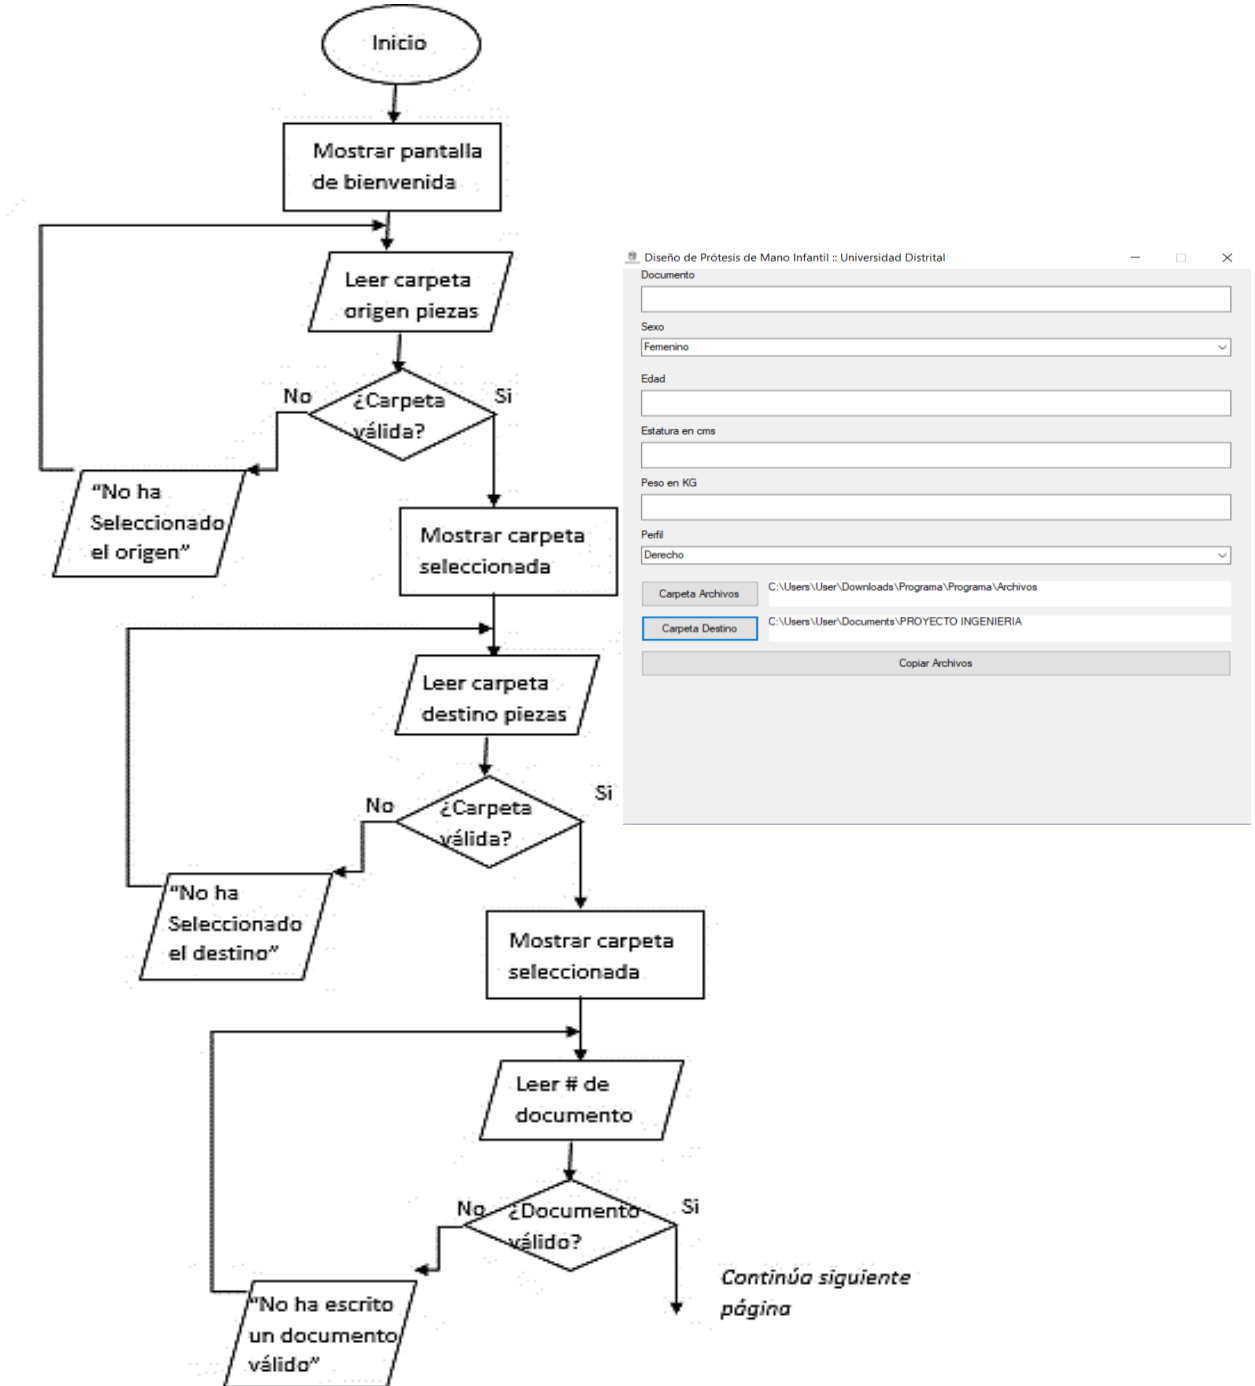 Inicio
Mostrar pantalla
de bienvenida
Leer carpeta
origen piezas
No
¿Carpeta
válida?
Si
"No ha
Seleccionado
el origen"
Mostrar carpeta
seleccionada
Leer carpeta
destino piezas
No
¿Carpeta
válida?
Si
"No ha
Seleccionado
el destino"
Mostrar carpeta
seleccionada
Leer # de
documento
No
¿Documento
válido?
Si
"No ha escrito
un documento
válido"
Continúa siguiente
página
Diseño de Prótesis de Mano Infantil :: Universidad Distrital
Documento
Sexo
Femenino
Edad
Estatura en cms
Peso en KG
Perfil
Derecho
Carpeta Archivos
C:\Users\User\Downloads\Programa\Programa\Archivos
Carpeta Destino
C:\Users\User\Documents\PROYECTO INGENIERIA
Copiar Archivos